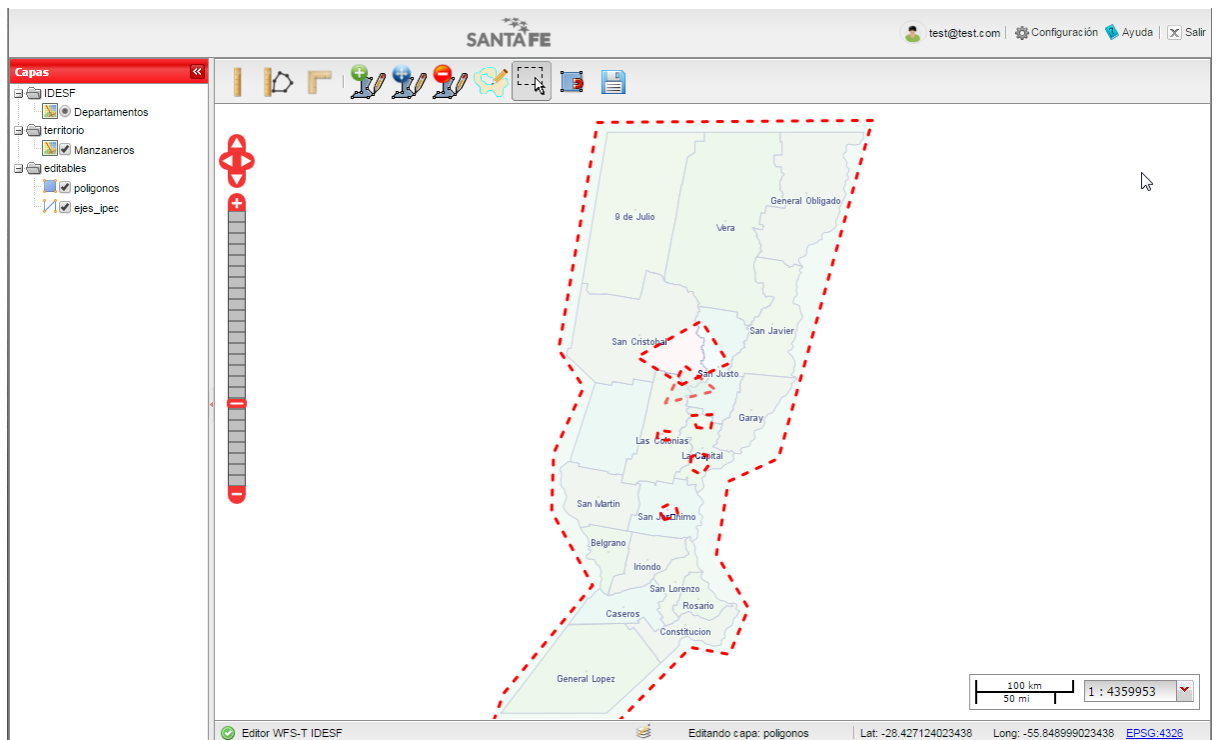 SANTA FE
test@test.com | Configuración Ayuda | Salir
Capas
IDESF
Departamentos
territorio
Manzaneros
editables
poligonos
ejes_ipec
General Obligado
9 de Julio
Vera
San Javier
San Cristobal
San Justo
Garay
Las Colonias
La Capital
San Martin
San Jeronimo
Belgrano
Iriondo
San Lorenzo
Rosario
Caseros
Constitucion
General Lopez
100 km
50 mi
1 : 4359953
Editor WFS-T IDESF
Editando capa: poligonos
Lat: -28.427124023438
Long: -55.848999023438
EPSG:4326